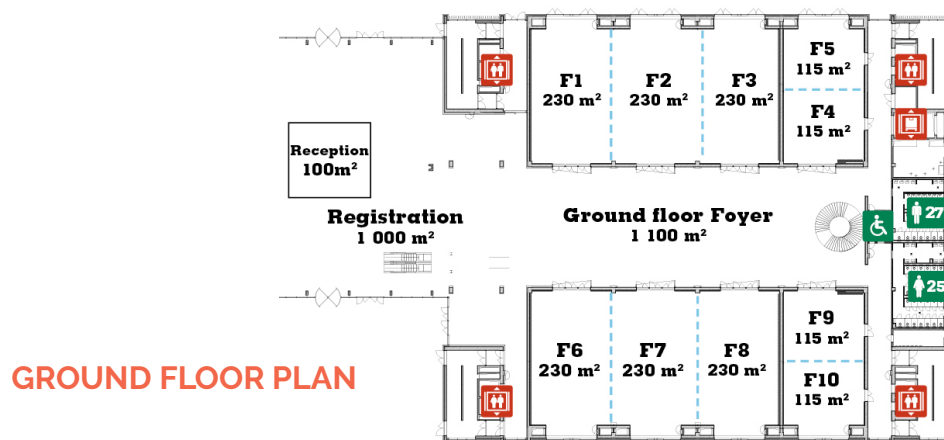 F5
115 m²
F1
230 m²
F2
230 m²
F3
230 m²
F4
115 m²
Reception
100m²
Registration
1 000 m²
Ground floor Foyer
1 100 m²
27
25
F6
230 m²
F7
230 m²
F8
230 m²
F9
115 m²
F10
115 m²
GROUND FLOOR PLAN